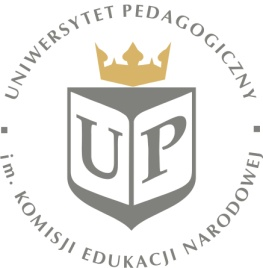 UNIWERSYTET PEDAGOGICZNY
UP
im. KOMISJI EDUKACJI NARODOWEJ